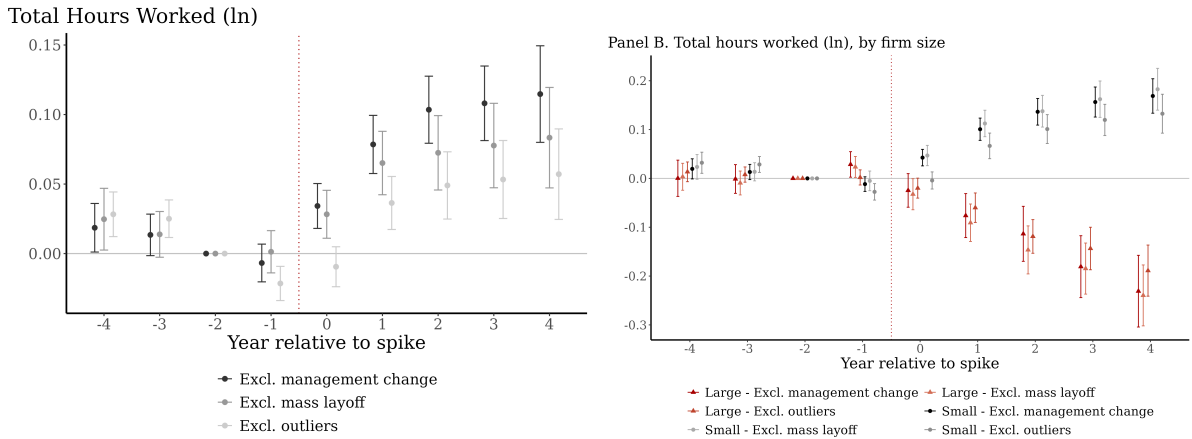 Total Hours Worked (ln)
0.15
0.10
0.05
0.00
-4 -3 -2 -1 0 1 2 3 4
Year relative to spike
Excl. management change
Excl. mass layoff
Excl. outliers
Panel B. Total hours worked (ln), by firm size
0.2
0.1
0.0
-0.1
-0.2
-0.3
-4 -3 -2 -1 0 1 2 3 4
Year relative to spike
Large - Excl. management change Large - Excl. mass layoff
Large - Excl. outliers Small - Excl. management change
Small - Excl. mass layoff Small - Excl. outliers